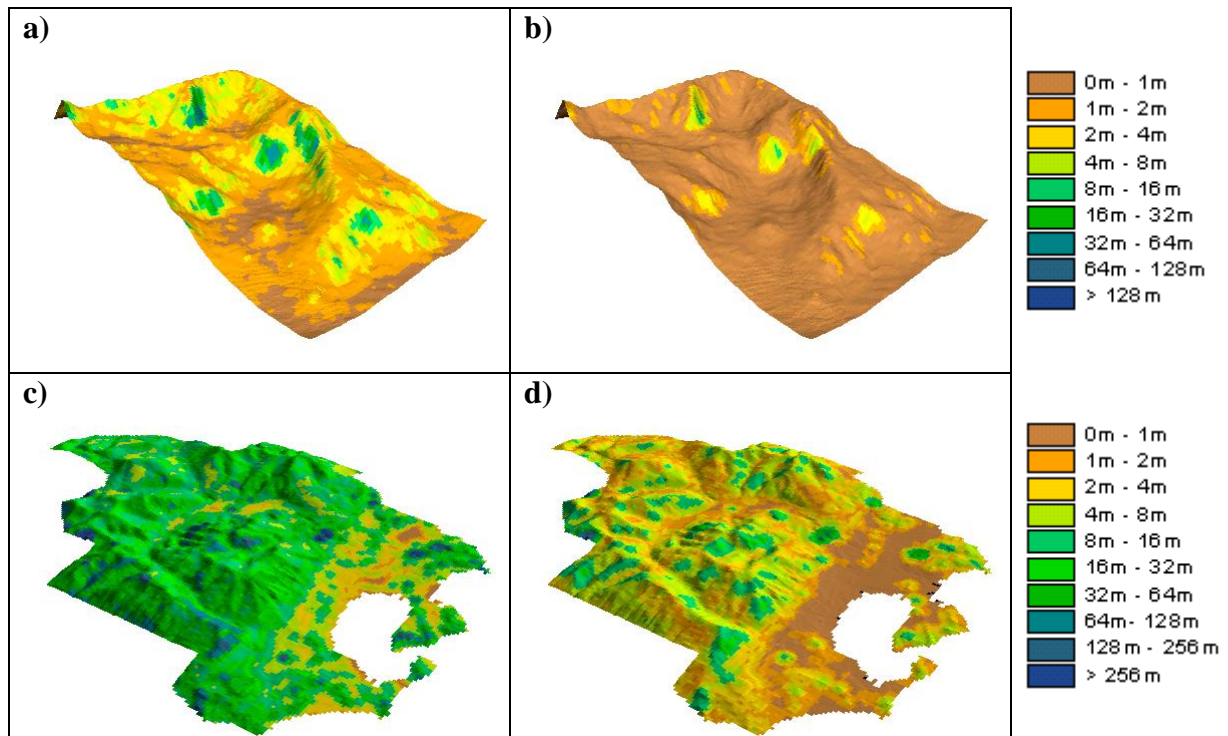 a)
b)
0m - 1m
1m - 2m
2m - 4m
4m - 8m
8m - 16m
16m - 32m
32m - 64m
64m - 128m
> 128m
c)
d)
0m - 1m
1m - 2m
2m - 4m
4m - 8m
8m - 16m
16m - 32m
32m - 64m
64m - 128m
128m - 256m
> 256m